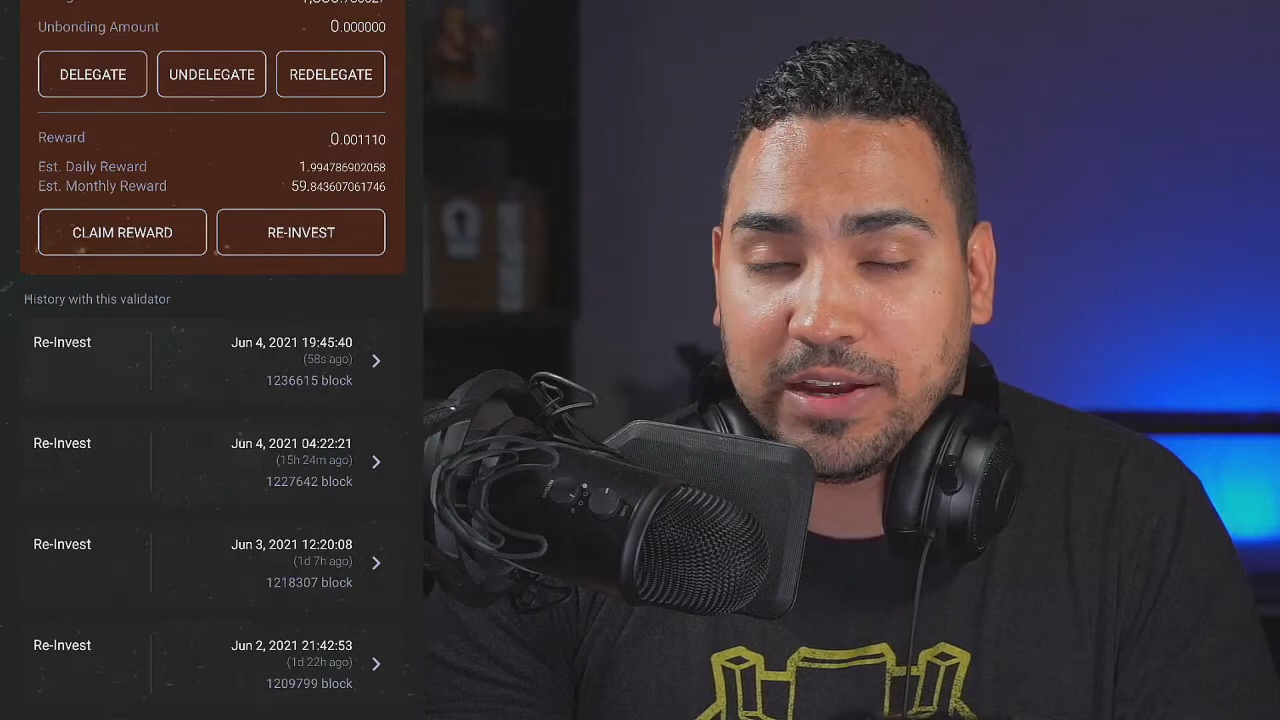 Unbonding Amount 0.000000
DELEGATE UNDELEGATE REDELEGATE
Reward 0.001110
Est. Daily Reward 1.994786902058
Est. Monthly Reward 59.843607061746
CLAIM REWARD RE-INVEST
History with this validator
Re-Invest Jun 4, 2021 19:45:40
(58s ago)
1236615 block
Re-Invest Jun 4, 2021 04:22:21
(15h 24m ago)
1227642 block
Re-Invest Jun 3, 2021 12:20:08
(1d 7h ago)
1218307 block
Re-Invest Jun 2, 2021 21:42:53
(1d 22h ago)
1209799 block